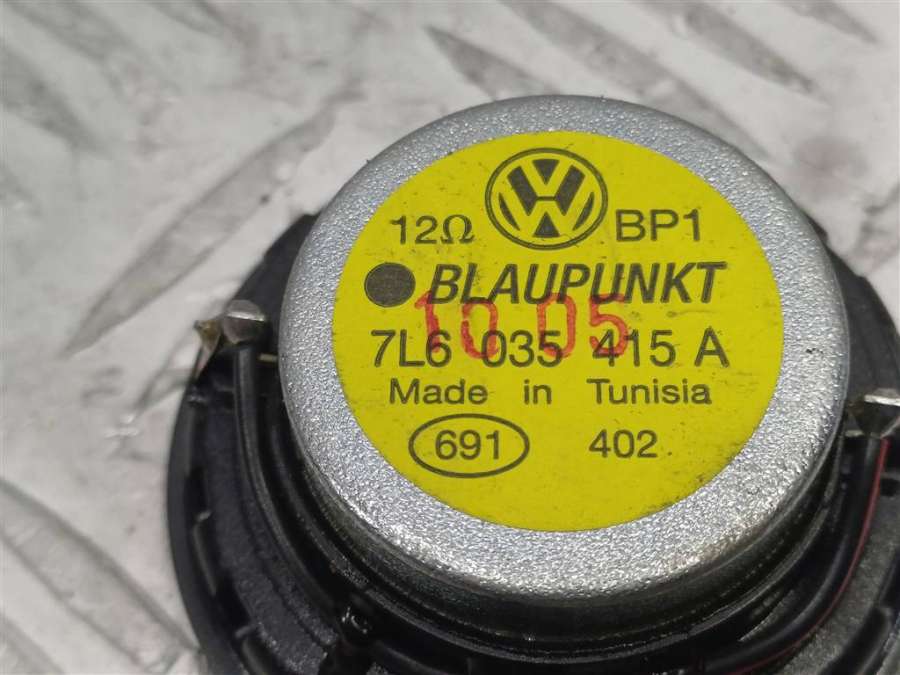 12Ω VW BP1
BLAUPUNKT
10 05
7L6 035 415 A
Made in Tunisia
691 402